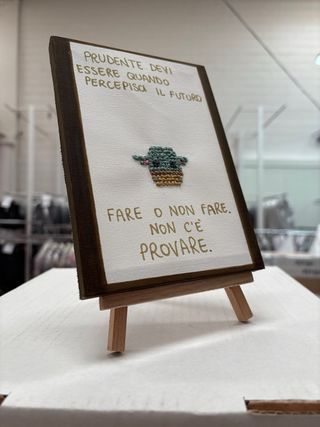 PRUDENTE DEVI
ESSERE QUANDO
PERCEPISCI IL FUTURO
FARE O NON FARE.
NON C'È
PROVARE.